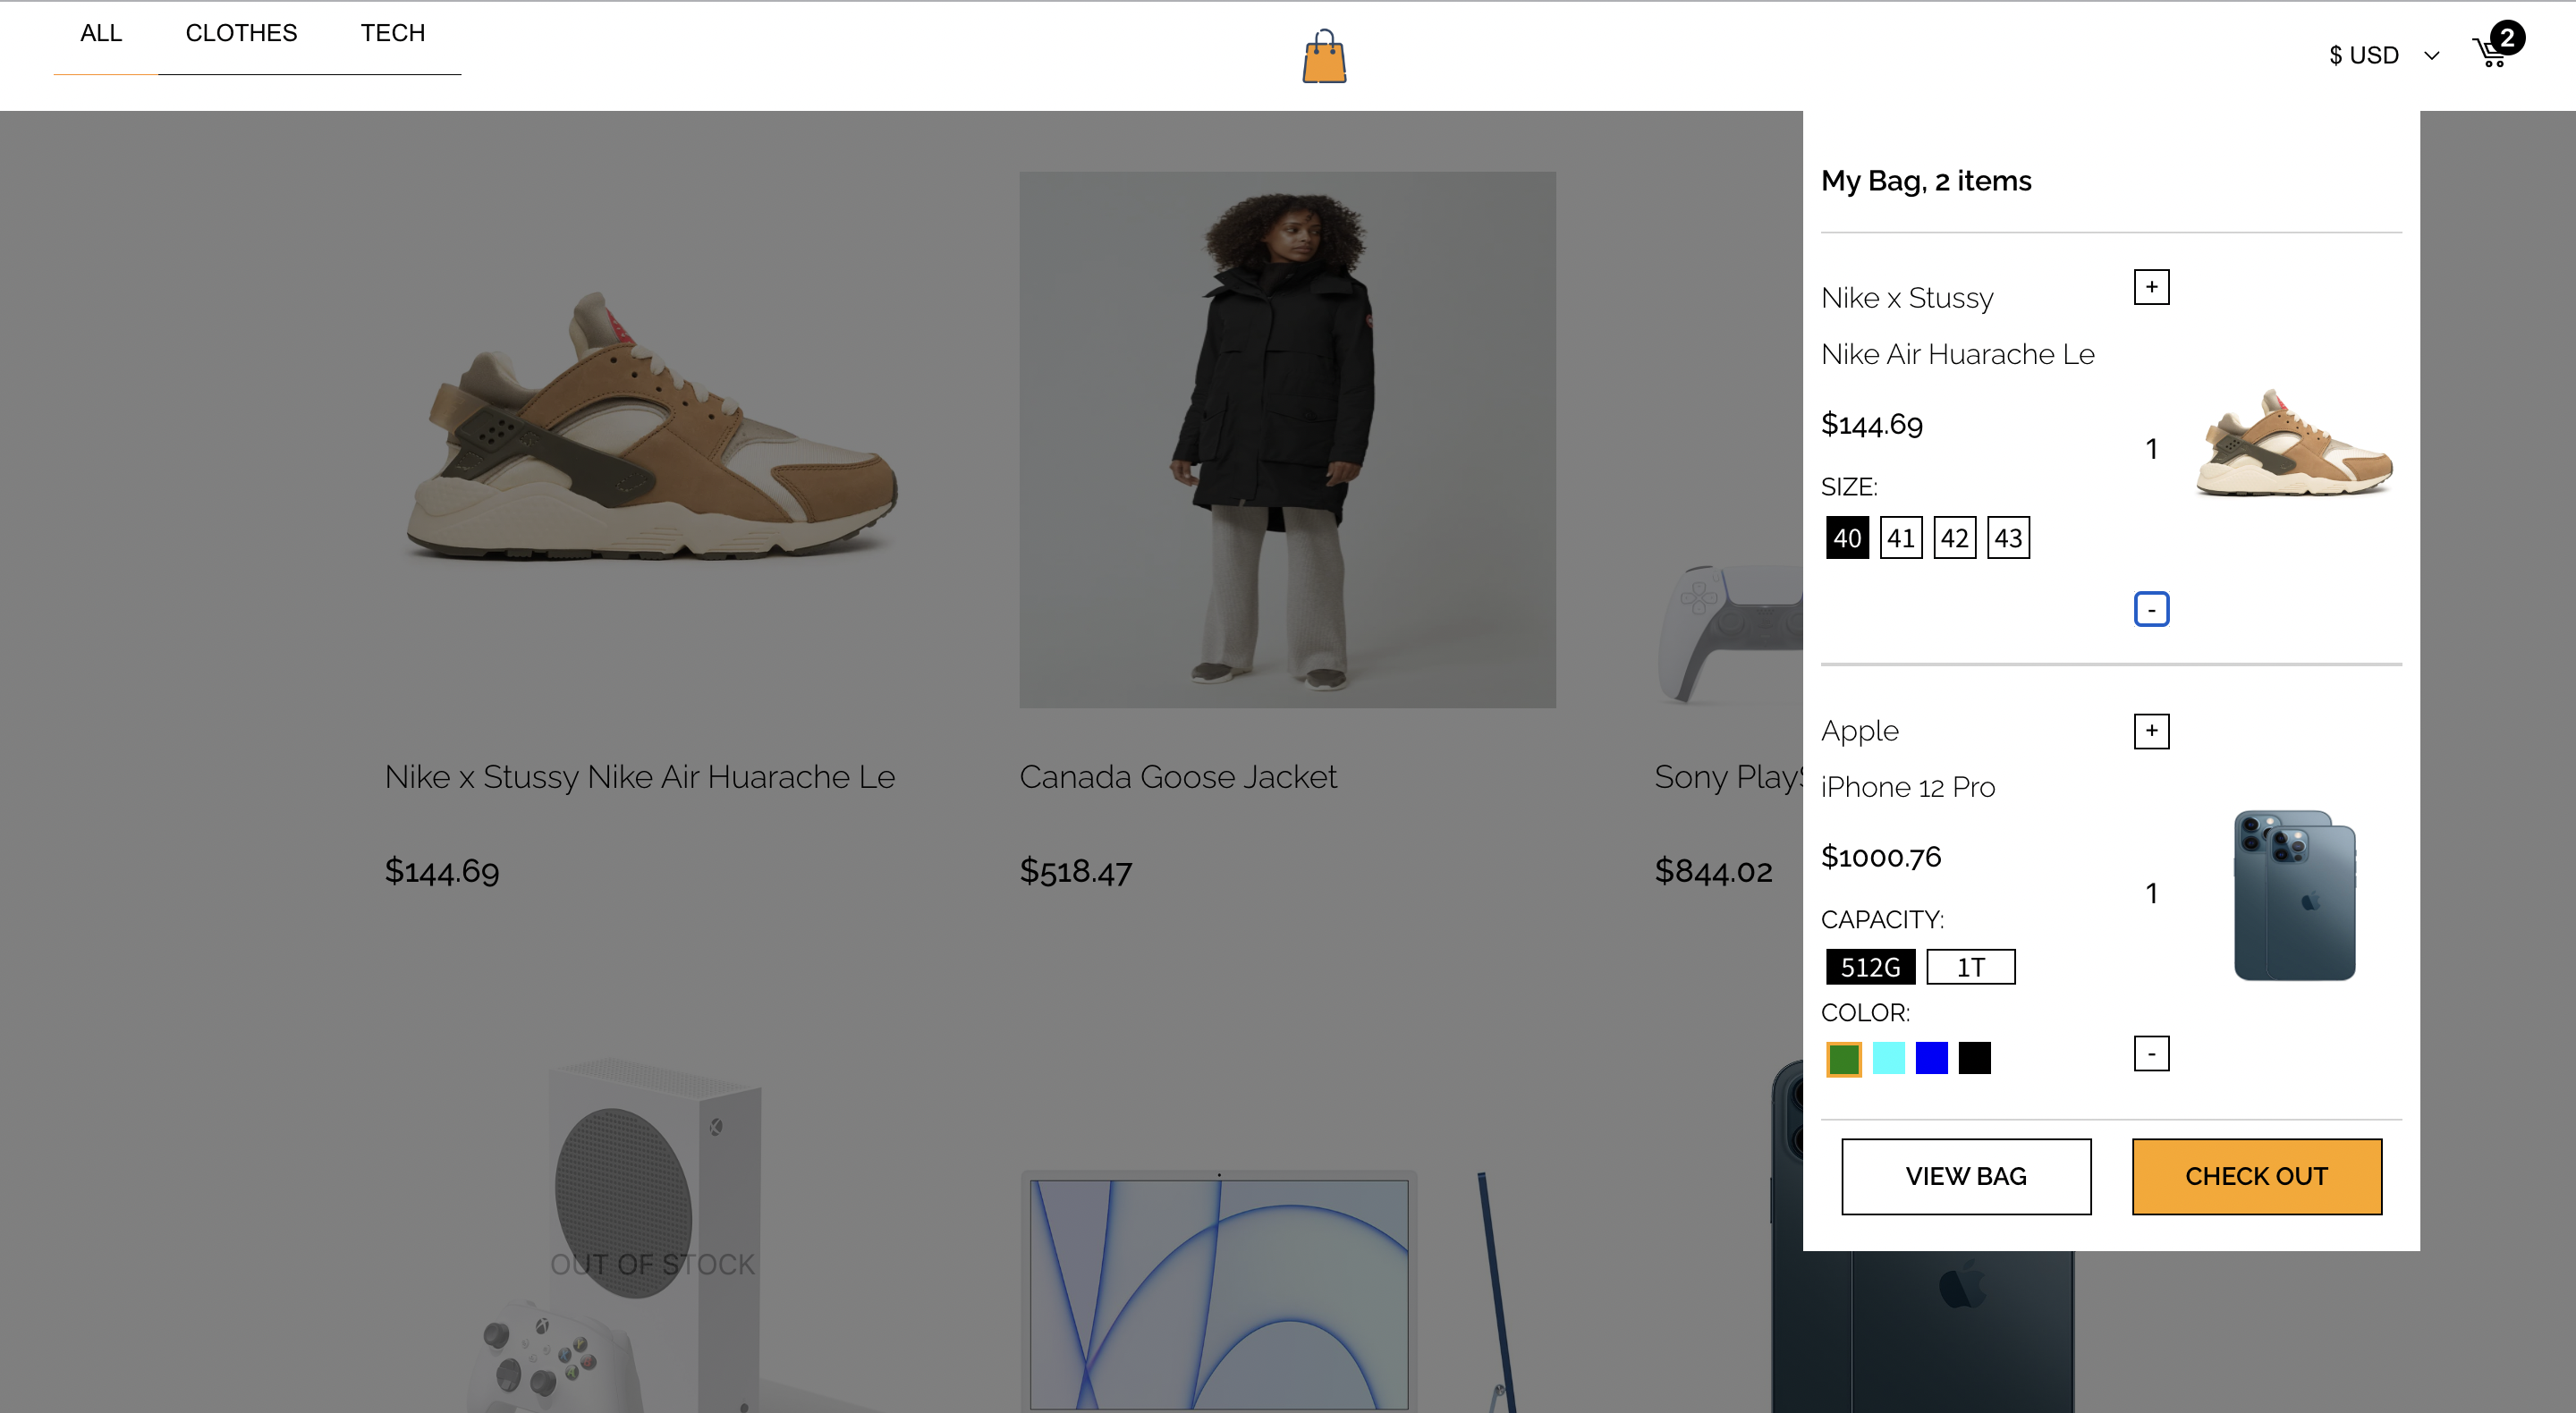 ALL CLOTHES TECH
$ USD
2
My Bag, 2 items
Nike x Stussy
+
Nike Air Huarache Le
$144.69
1
SIZE:
40 41 42 43
-
Apple
+
iPhone 12 Pro
$1000.76
1
CAPACITY:
512G 1T
COLOR:
-
VIEW BAG CHECK OUT
Nike x Stussy Nike Air Huarache Le
$144.69
Canada Goose Jacket
$518.47
Sony Play
$844.02
OUT OF STOCK